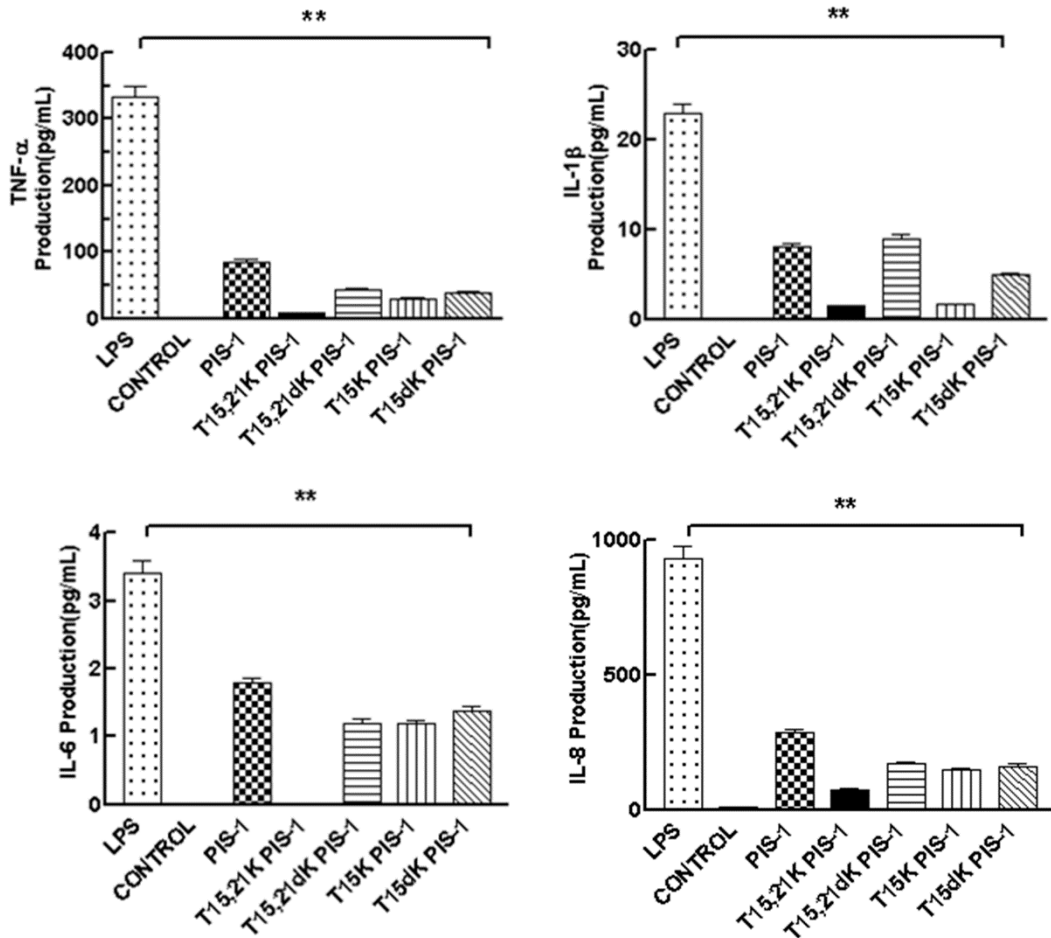 **
TNF-α
Production(pg/mL)
400
300
200
100
0
LPS
CONTROL
PIS-1
T15,21K PIS-1
T15,21dK PIS-1
T15K PIS-1
T15dK PIS-1
**
IL-1β
Production(pg/mL)
30
20
10
0
LPS
CONTROL
PIS-1
T15,21K PIS-1
T15,21dK PIS-1
T15K PIS-1
T15dK PIS-1
**
IL-6 Production(pg/mL)
4
3
2
1
0
LPS
CONTROL
PIS-1
T15,21K PIS-1
T15,21dK PIS-1
T15K PIS-1
T15dK PIS-1
**
IL-8 Production(pg/mL)
1000
500
0
LPS
CONTROL
PIS-1
T15,21K PIS-1
T15,21dK PIS-1
T15K PIS-1
T15dK PIS-1